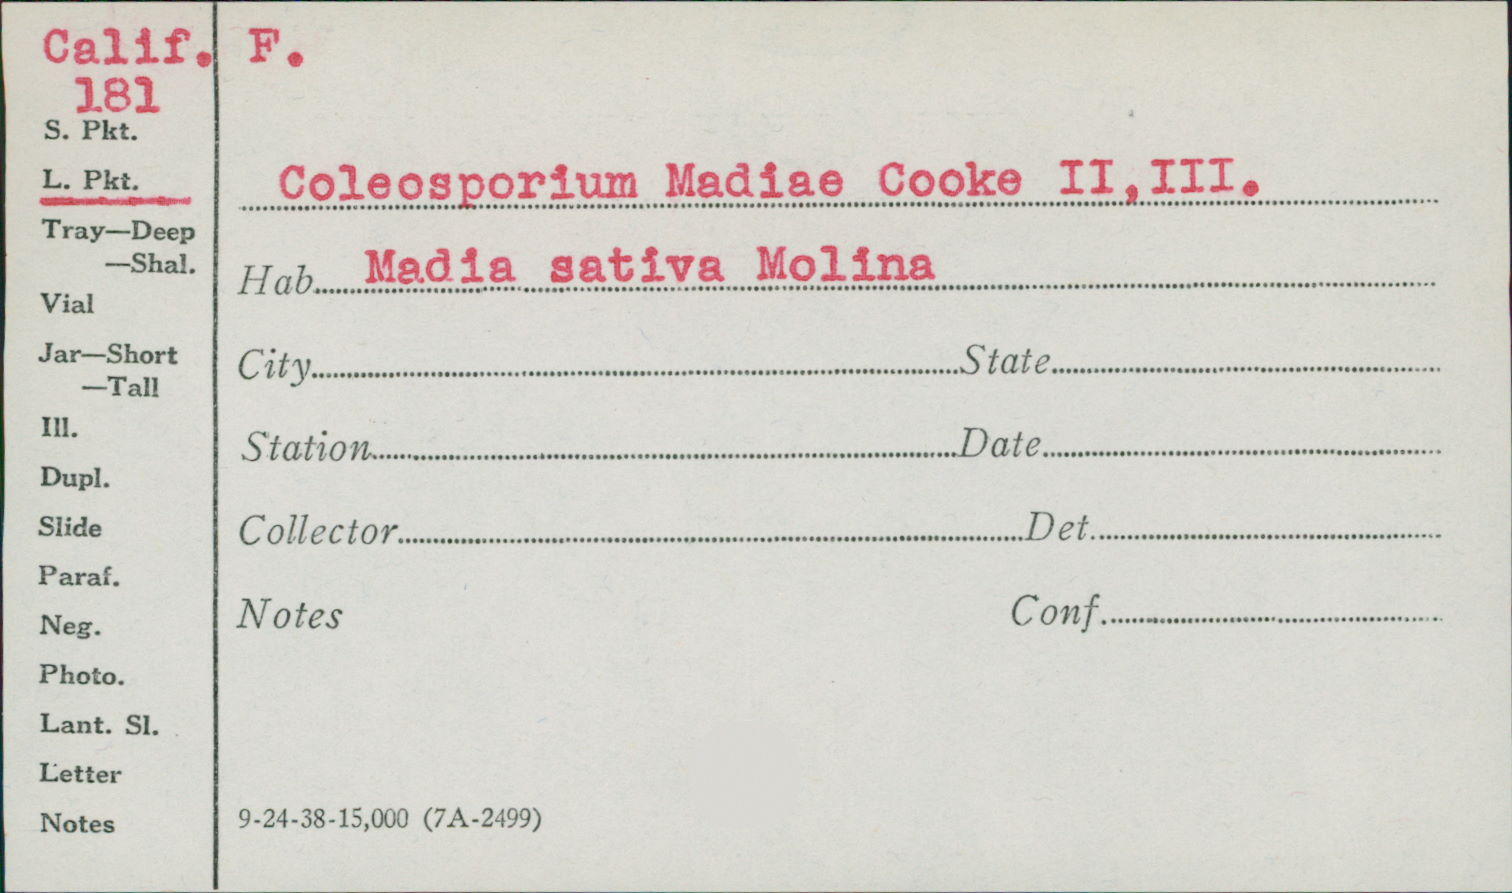 Calif. F.
181
S. Pkt.
L. Pkt.
Coleosporium Madiae Cooke II,III.
Tray—Deep
—Shal.
Hab. Madia sativa Molina
Vial
Jar—Short
—Tall
City State
Ill.
Station Date
Dupl.
Slide
Collector Det.
Paraf.
Neg.
Notes Conf.
Photo.
Lant. Sl.
Letter
Notes
9-24-38-15,000 (7A-2499)